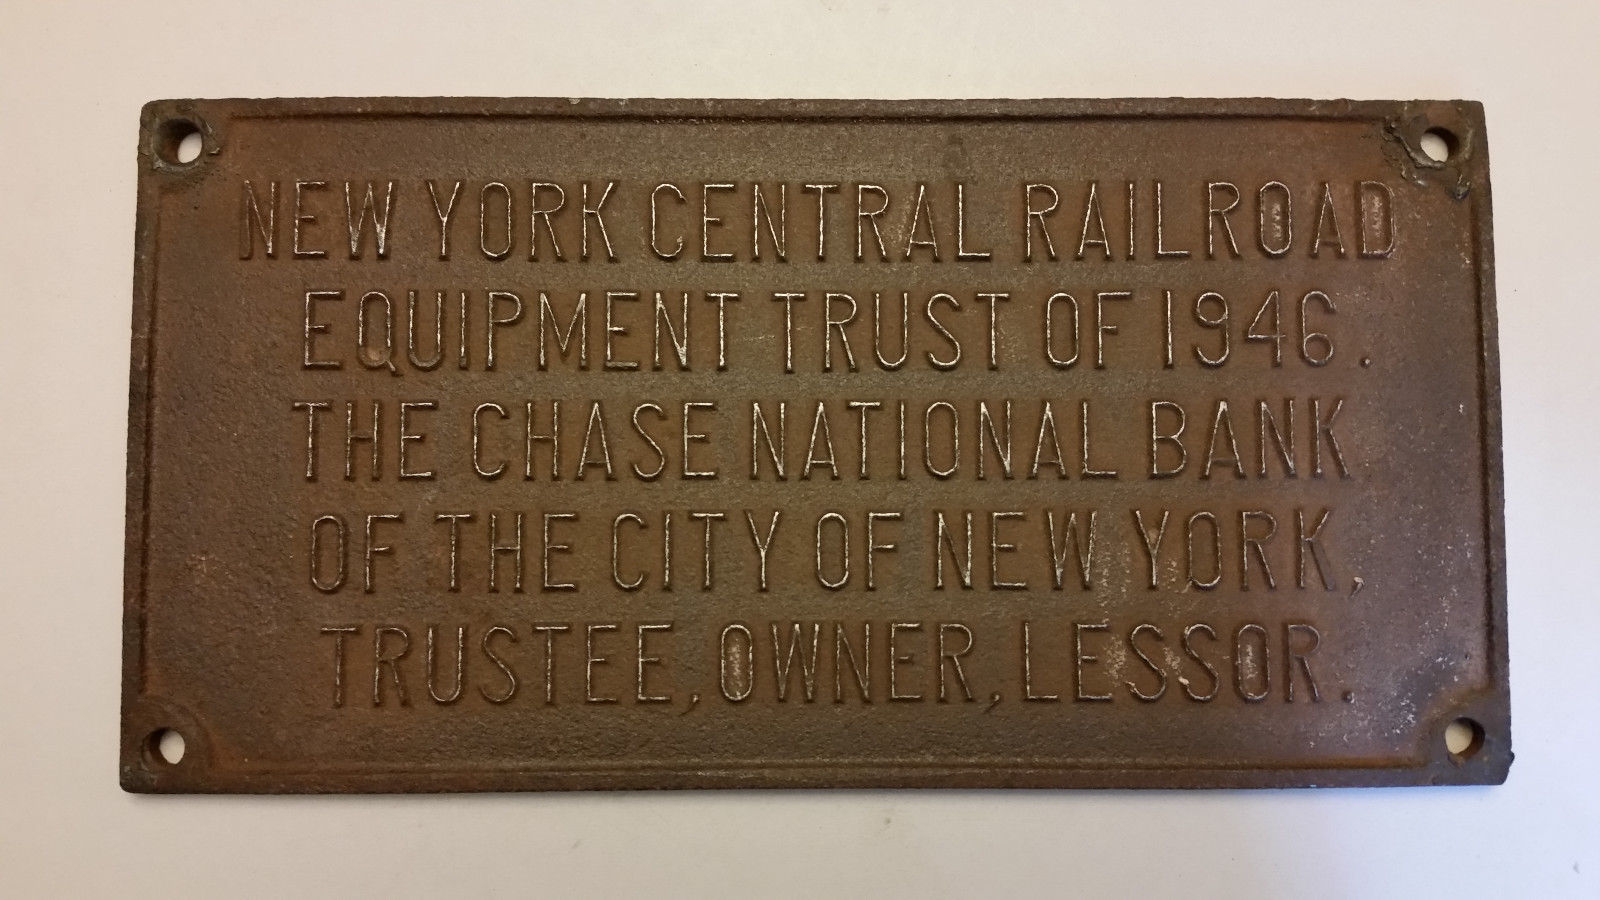 NEW YORK CENTRAL RAILROAD
EQUIPMENT TRUST OF 1946.
THE CHASE NATIONAL BANK
OF THE CITY OF NEW YORK,
TRUSTEE, OWNER, LESSOR.